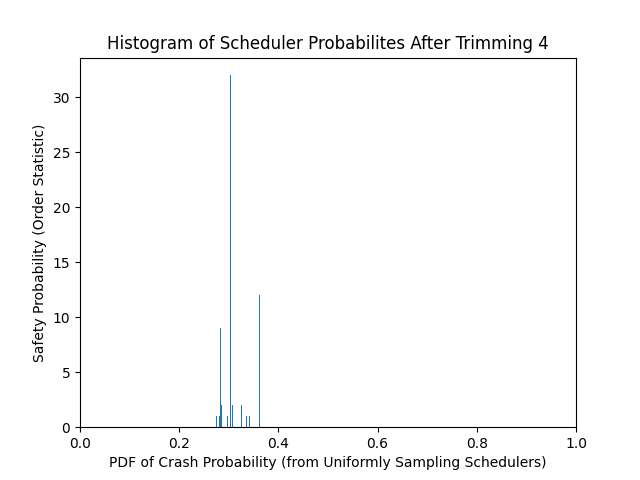 Histogram of Scheduler Probabilites After Trimming 4
Safety Probability (Order Statistic)
30
25
20
15
10
5
0
0.0 0.2 0.4 0.6 0.8 1.0
PDF of Crash Probability (from Uniformly Sampling Schedulers)